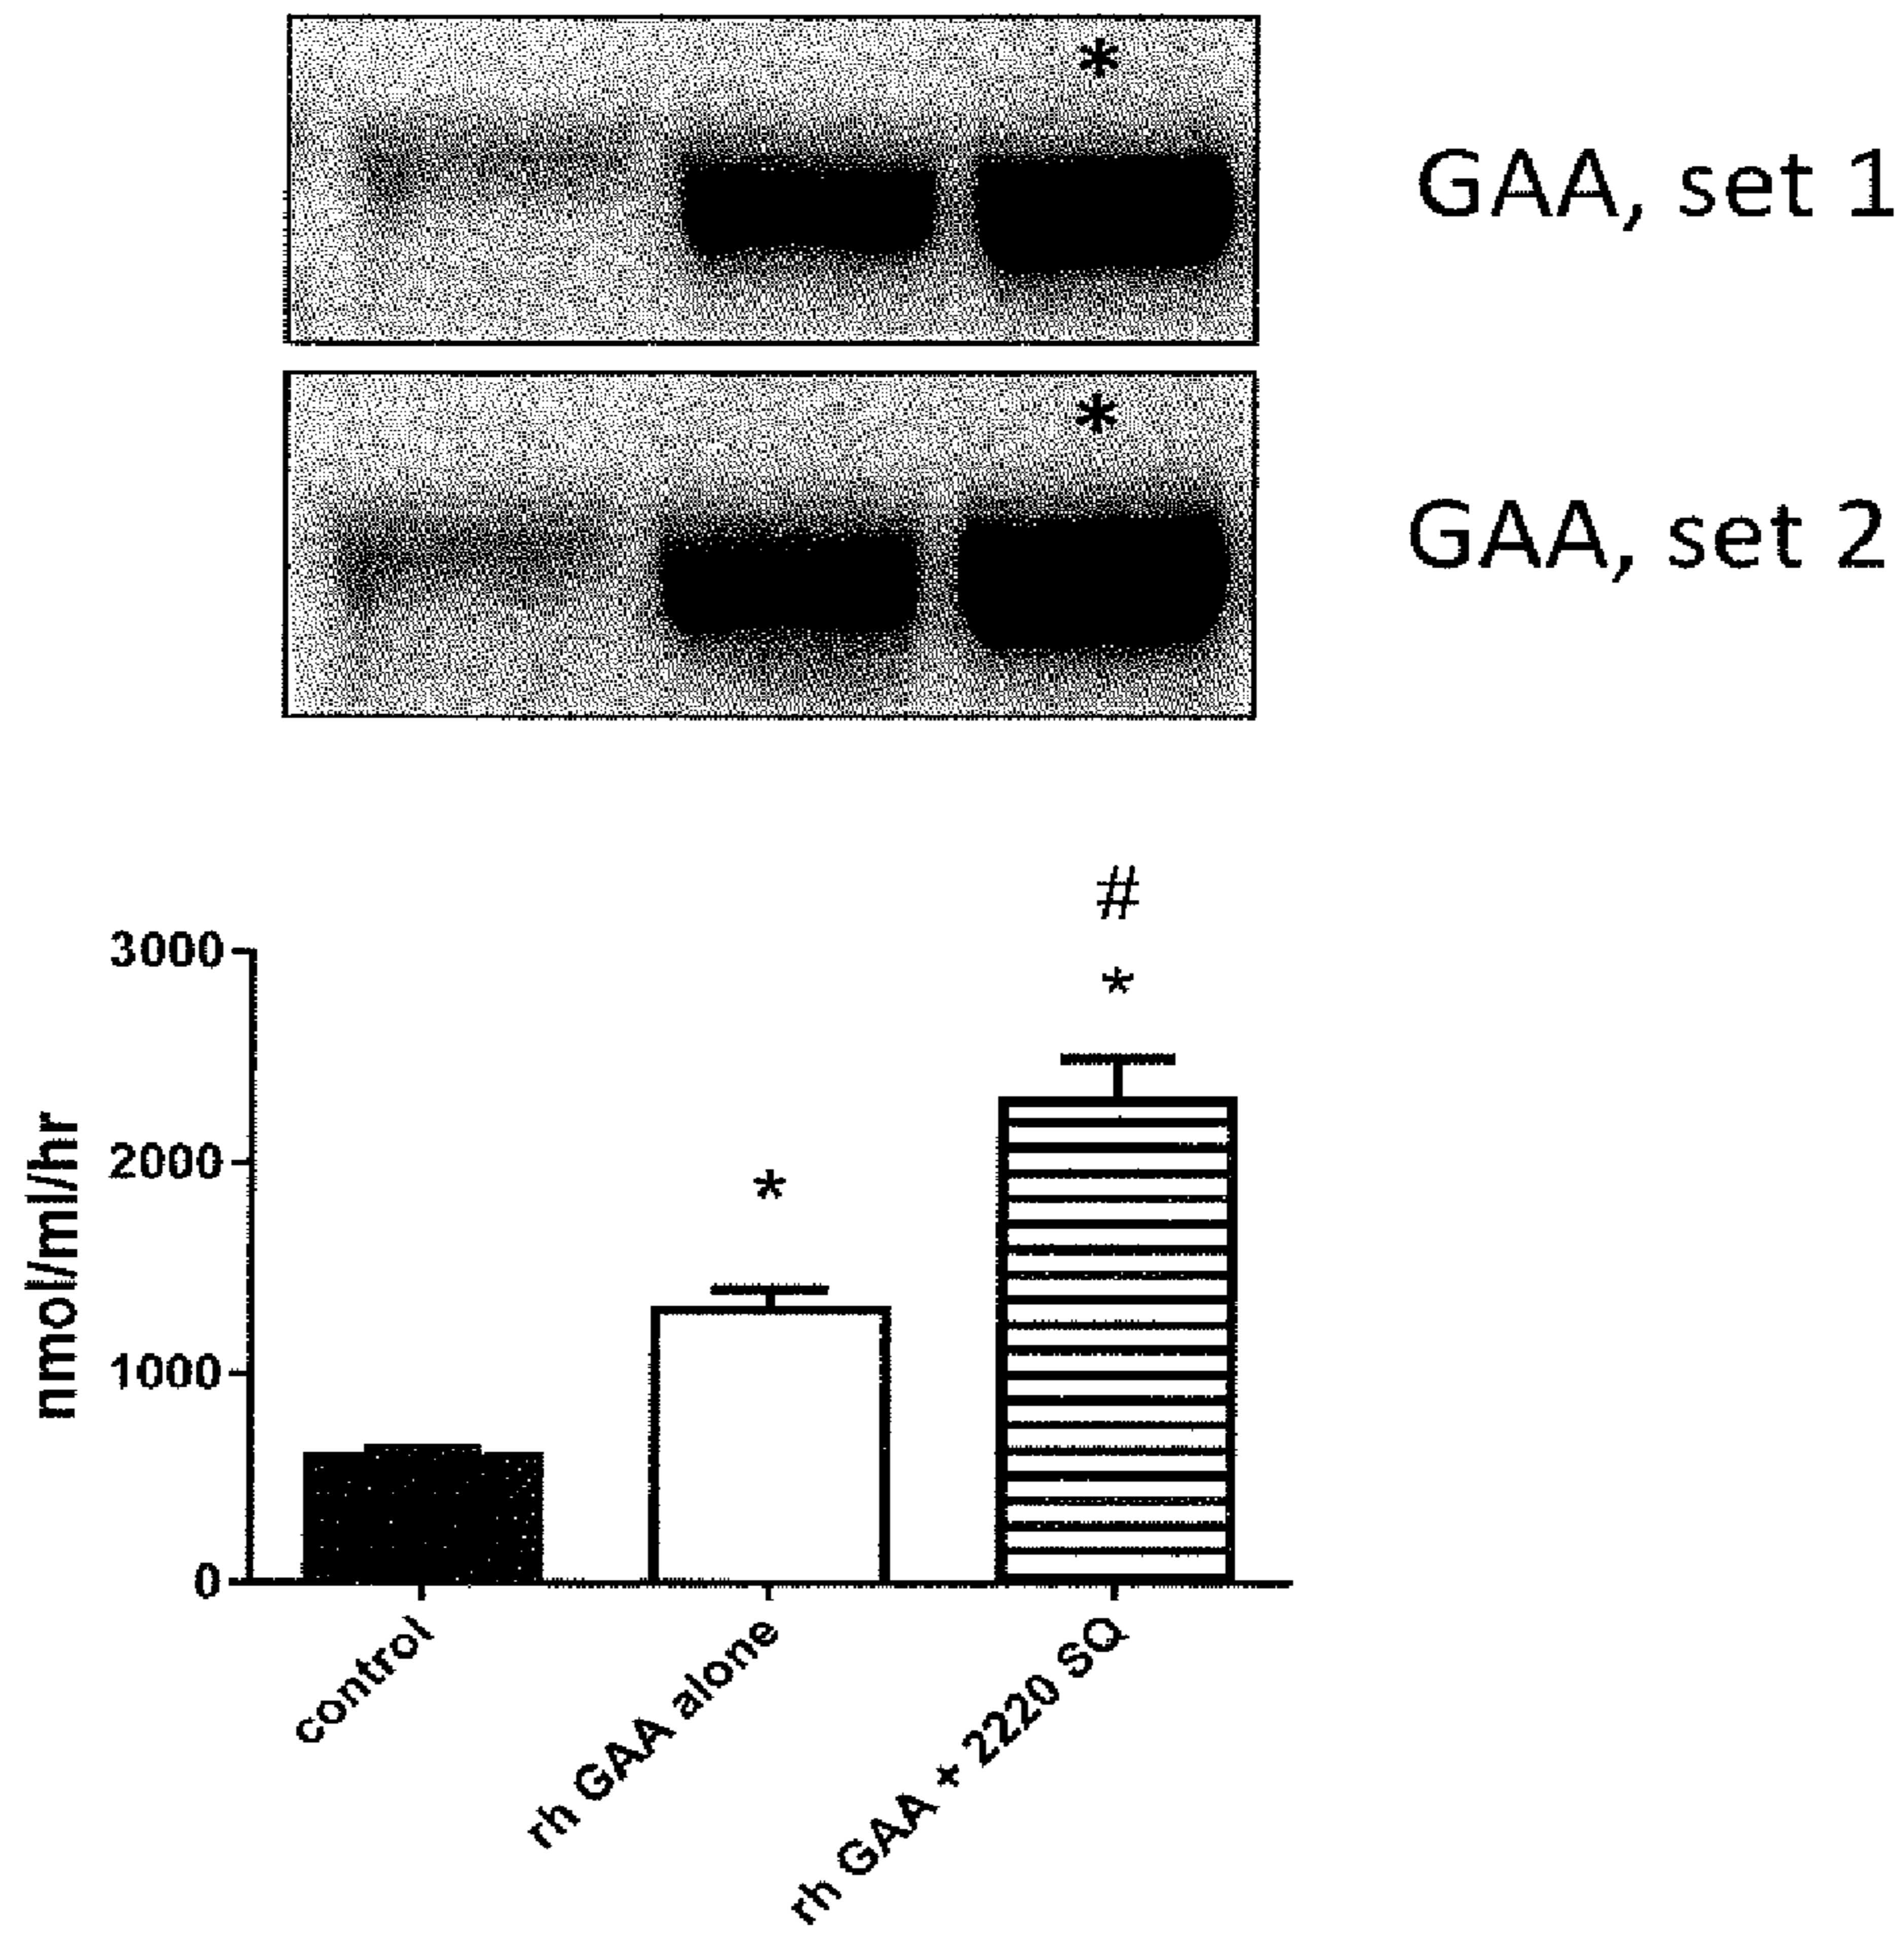 *
GAA, set 1
*
GAA, set 2
#
*
*
3000
2000
1000
0
nmol/ml/hr
control
rh GAA alone
rh GAA + 2220 SQ